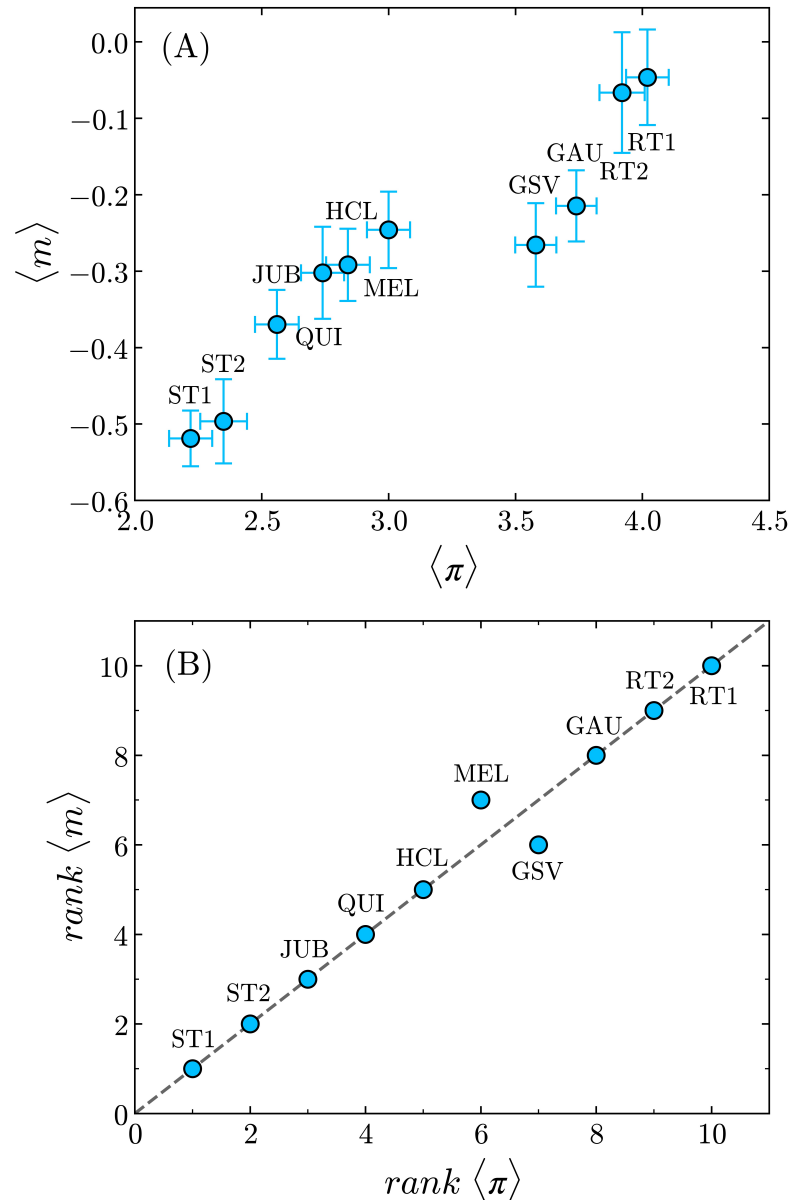 (A)
0.0
−0.1
−0.2
−0.3
−0.4
−0.5
−0.6
⟨m⟩
RT1
RT2
GAU
GSV
HCL
MEL
JUB
QUI
ST2
ST1
2.0 2.5 3.0 3.5 4.0 4.5
⟨π⟩
(B)
10
8
6
4
2
0
rank ⟨m⟩
RT2
RT1
GAU
MEL
GSV
HCL
QUI
JUB
ST2
ST1
0 2 4 6 8 10
rank ⟨π⟩